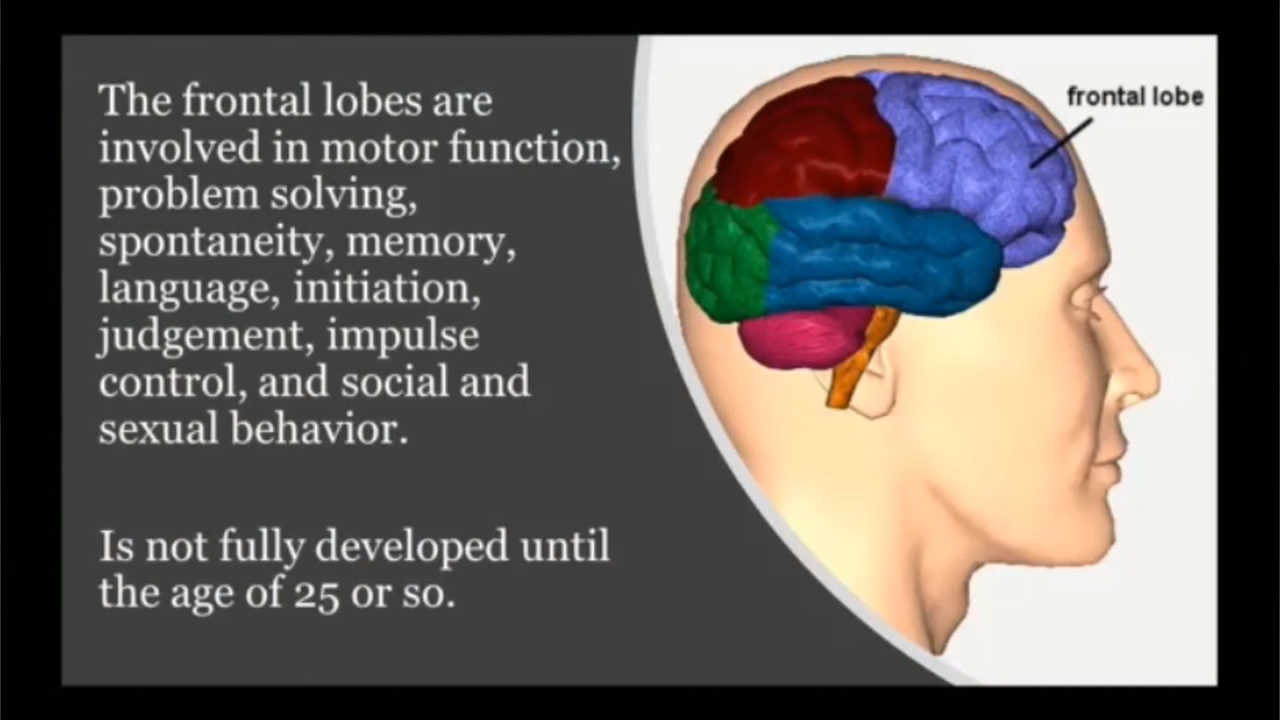 The frontal lobes are
involved in motor function,
problem solving,
spontaneity, memory,
language, initiation,
judgement, impulse
control, and social and
sexual behavior.
Is not fully developed until
the age of 25 or so.
frontal lobe